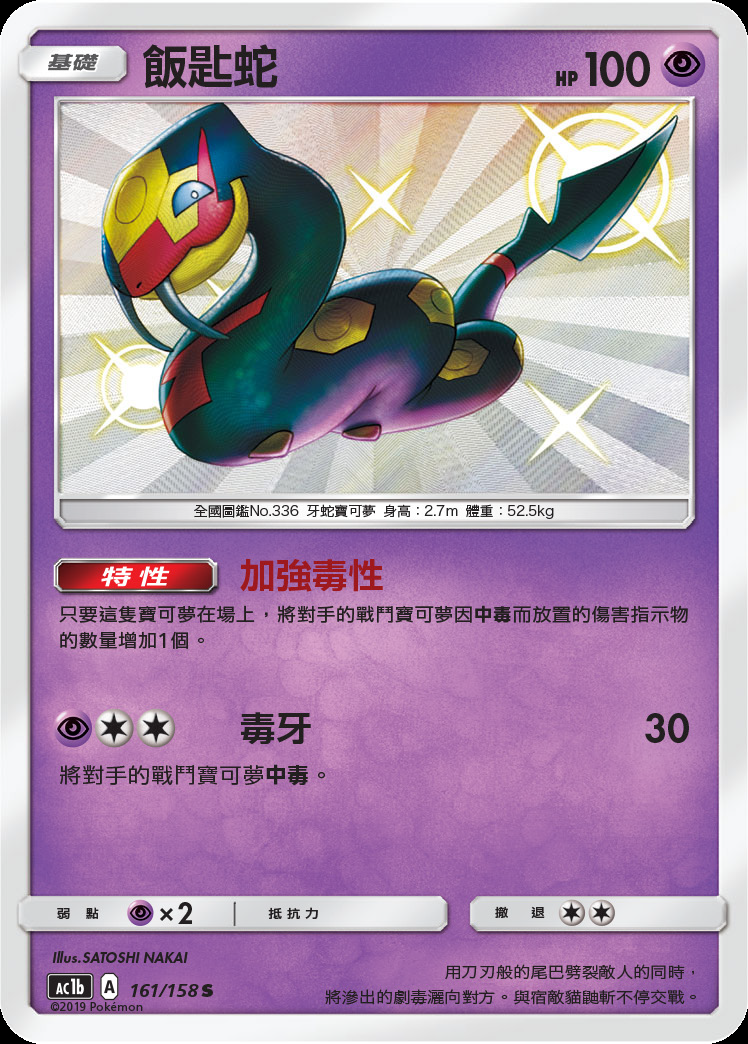 基礎 飯匙蛇 HP 100
全國圖鑑No.336 牙蛇寶可夢 身高：2.7m 體重：52.5kg
特性 加強毒性
只要這隻寶可夢在場上，將對手的戰鬥寶可夢因中毒而放置的傷害指示物
的數量增加1個。
毒牙 30
將對手的戰鬥寶可夢中毒。
弱點 ×2 抵抗力 撤退
Illus.SATOSHI NAKAI
用刀刃般的尾巴劈裂敵人的同時，
AC1b A 161/158 S
將滲出的劇毒灑向對方。與宿敵貓鼬斬不停交戰。
©2019 Pokémon